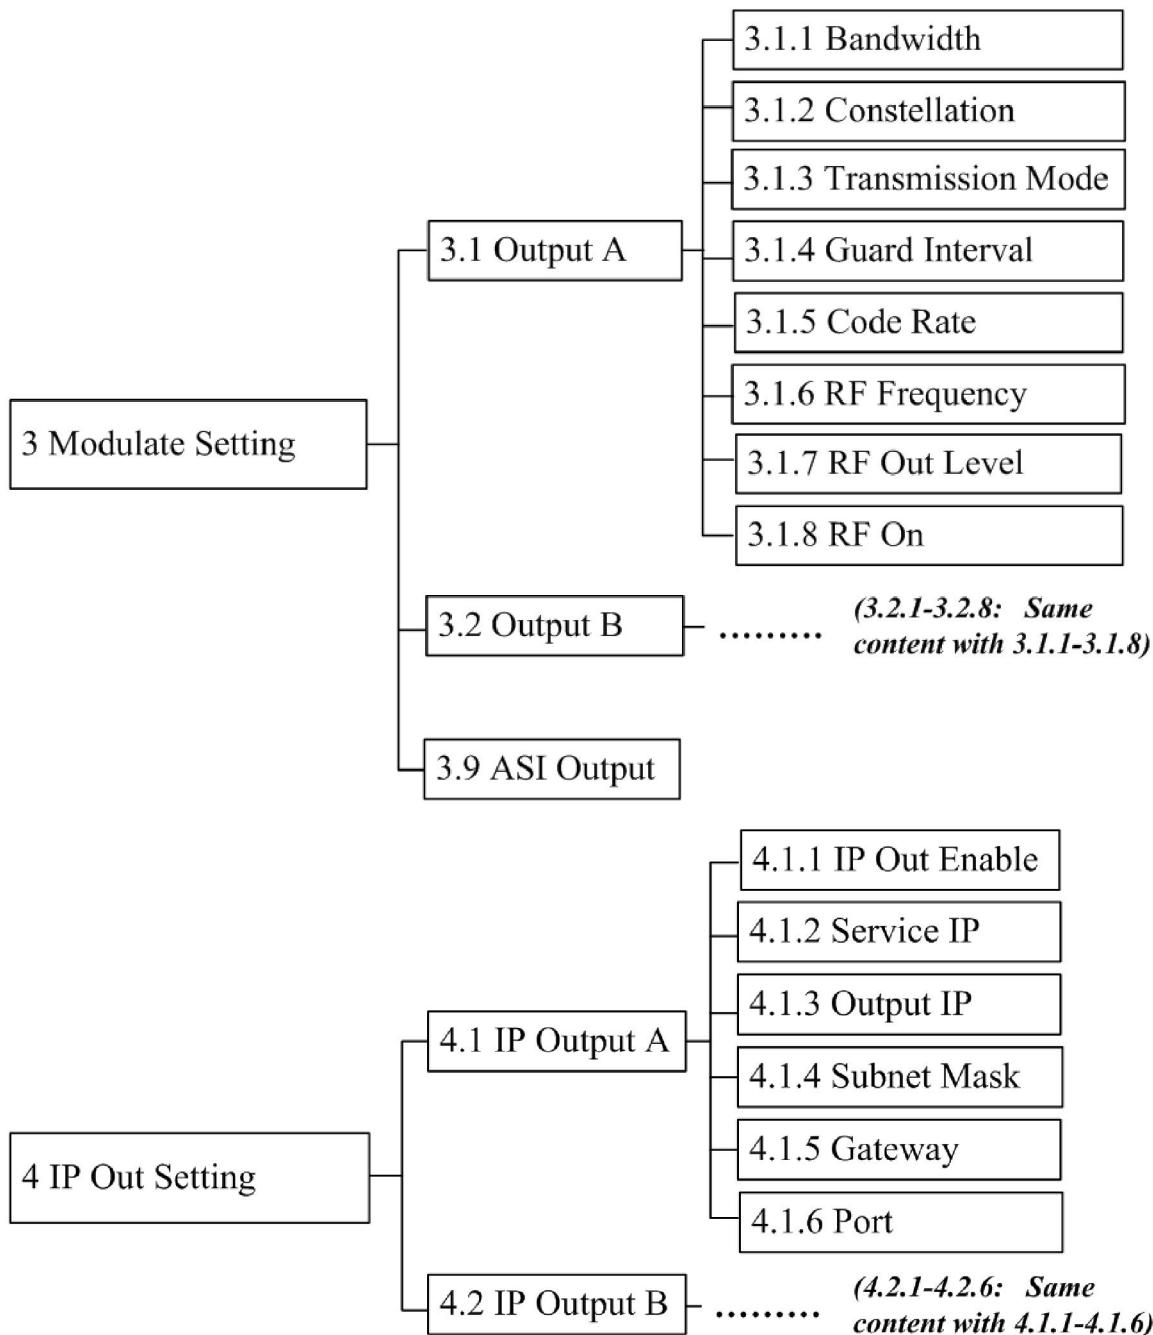 3.1.1 Bandwidth
3.1.2 Constellation
3.1.3 Transmission Mode
3.1 Output A
3.1.4 Guard Interval
3.1.5 Code Rate
3.1.6 RF Frequency
3 Modulate Setting
3.1.7 RF Out Level
3.1.8 RF On
3.2 Output B
.........
(3.2.1-3.2.8: Same
content with 3.1.1-3.1.8)
3.9 ASI Output
4.1.1 IP Out Enable
4.1.2 Service IP
4.1.3 Output IP
4.1 IP Output A
4.1.4 Subnet Mask
4.1.5 Gateway
4 IP Out Setting
4.1.6 Port
4.2 IP Output B
.........
(4.2.1-4.2.6: Same
content with 4.1.1-4.1.6)